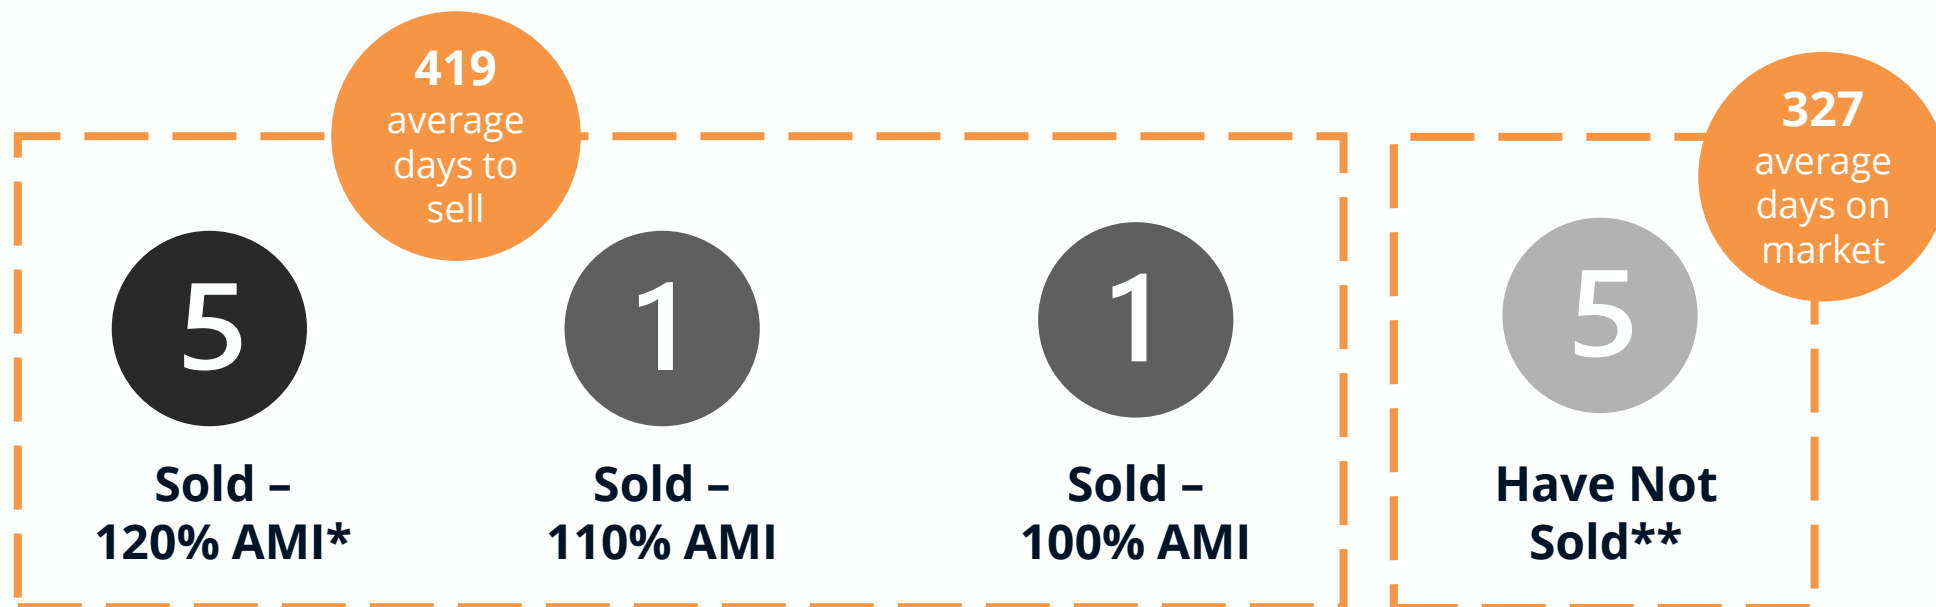 419
average
days to
sell
5
Sold –
120% AMI*
1
Sold –
110% AMI
1
Sold –
100% AMI
327
average
days on
market
5
Have Not
Sold**